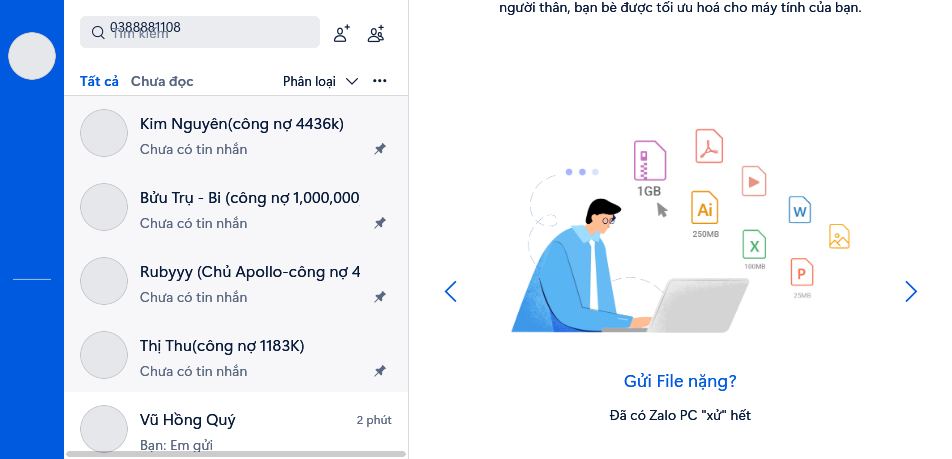 0388881108
Tìm kiếm
Tất cả Chưa đọc Phân loại
Kim Nguyên(công nợ 4436k)
Chưa có tin nhắn
Bửu Trụ - Bi (công nợ 1,000,000
Chưa có tin nhắn
Rubyyy (Chủ Apollo-công nợ 4
Chưa có tin nhắn
Thị Thu(công nợ 1183K)
Chưa có tin nhắn
Vũ Hồng Quý 2 phút
Bạn: Em gửi
người thân, bạn bè được tối ưu hoá cho máy tính của bạn.
1GB
Ai
250MB
W
X
100MB
P
25MB
Gửi File nặng?
Đã có Zalo PC "xử" hết